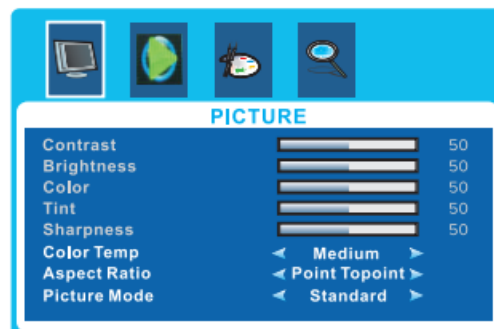 PICTURE
Contrast 50
Brightness 50
Color 50
Tint 50
Sharpness 50
Color Temp Medium
Aspect Ratio Point Topoint
Picture Mode Standard